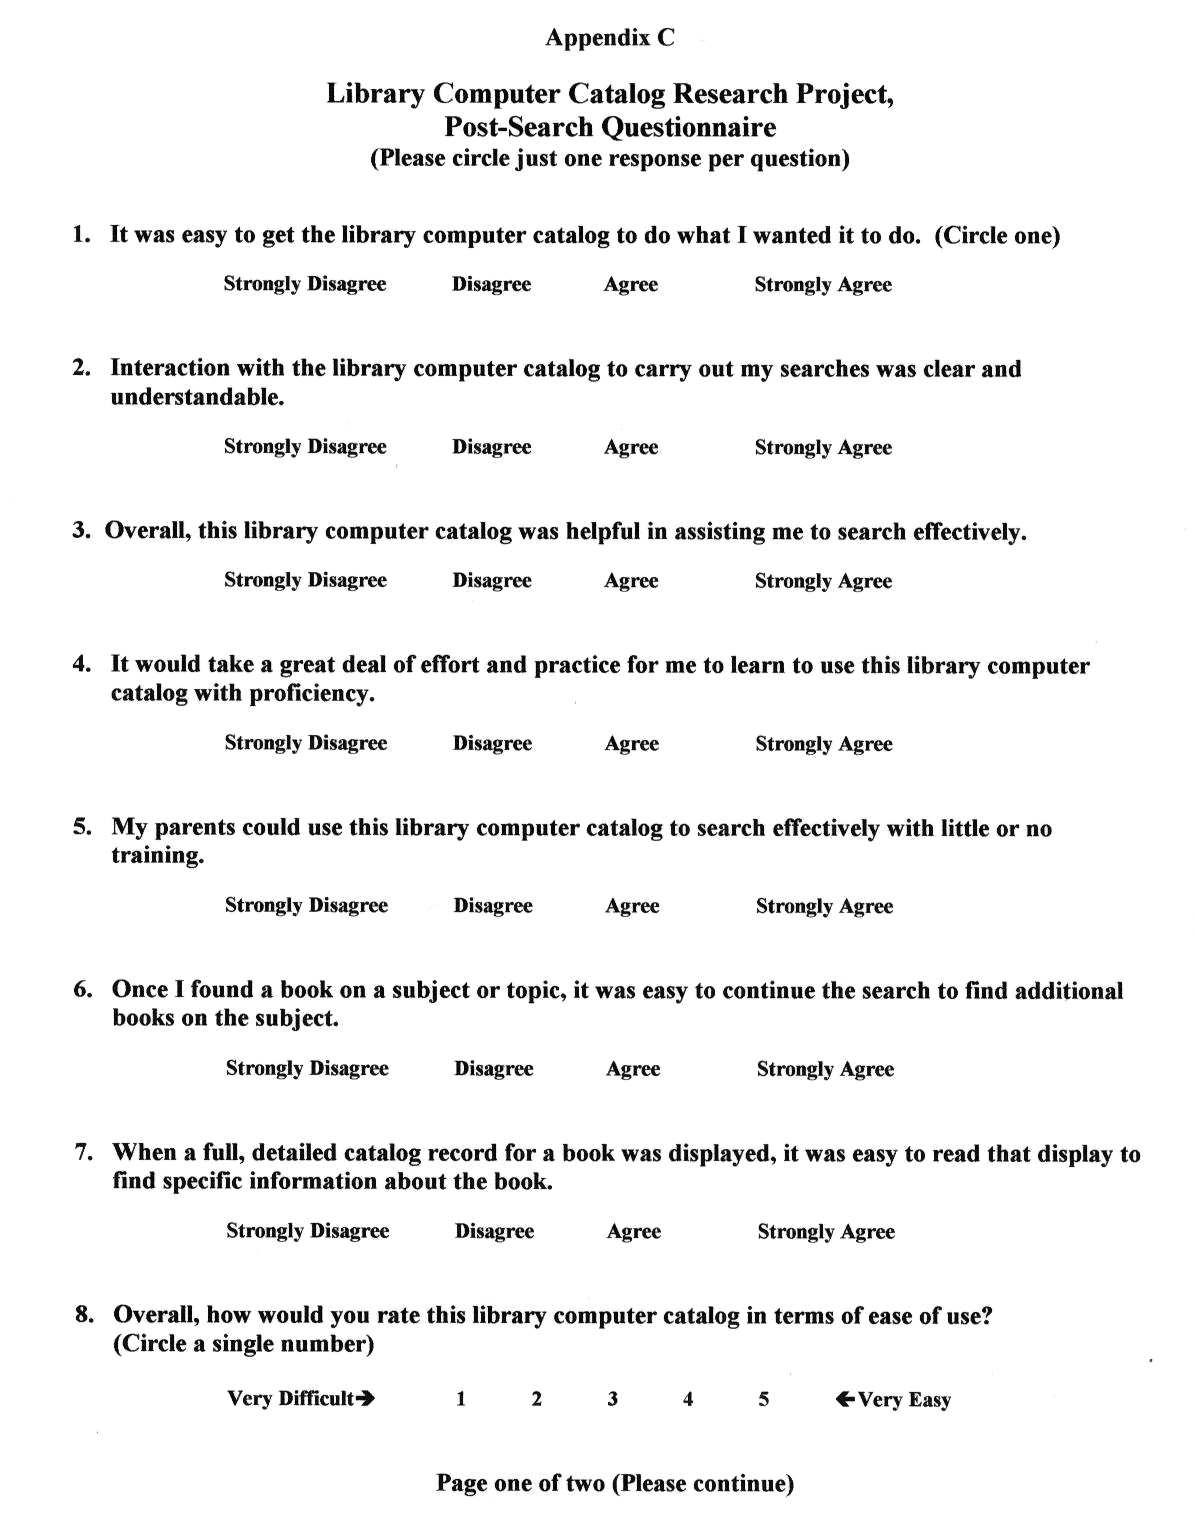 Appendix C
Library Computer Catalog Research Project,
Post-Search Questionnaire
(Please circle just one response per question)
1. It was easy to get the library computer catalog to do what I wanted it to do. (Circle one)
Strongly Disagree Disagree Agree Strongly Agree
2. Interaction with the library computer catalog to carry out my searches was clear and
understandable.
Strongly Disagree Disagree Agree Strongly Agree
3. Overall, this library computer catalog was helpful in assisting me to search effectively.
Strongly Disagree Disagree Agree Strongly Agree
4. It would take a great deal of effort and practice for me to learn to use this library computer
catalog with proficiency.
Strongly Disagree Disagree Agree Strongly Agree
5. My parents could use this library computer catalog to search effectively with little or no
training.
Strongly Disagree Disagree Agree Strongly Agree
6. Once I found a book on a subject or topic, it was easy to continue the search to find additional
books on the subject.
Strongly Disagree Disagree Agree Strongly Agree
7. When a full, detailed catalog record for a book was displayed, it was easy to read that display to
find specific information about the book.
Strongly Disagree Disagree Agree Strongly Agree
8. Overall, how would you rate this library computer catalog in terms of ease of use?
(Circle a single number)
Very Difficult→ 1 2 3 4 5 ←Very Easy
Page one of two (Please continue)